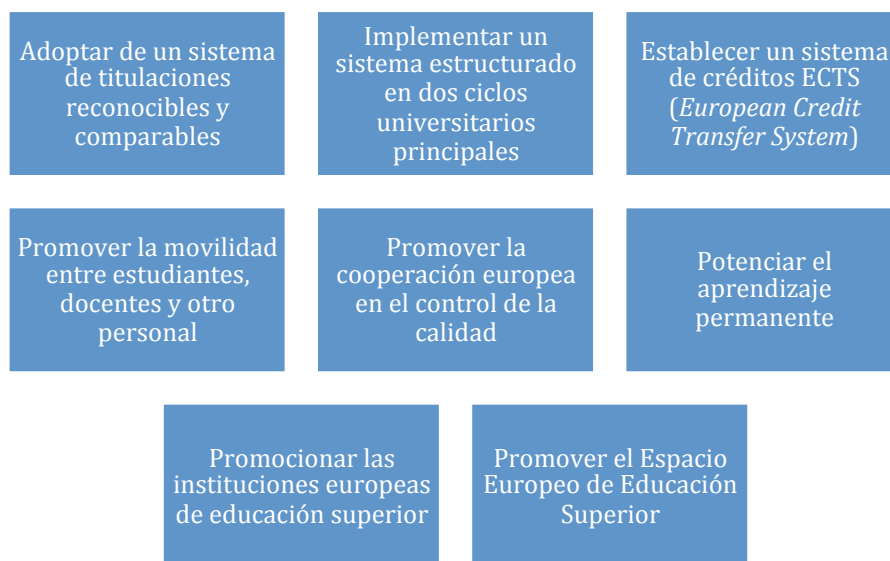 Adoptar de un sistema
de titulaciones
reconocibles y
comparables
Implementar un
sistema estructurado
en dos ciclos
universitarios
principales
Establecer un sistema
de créditos ECTS
(European Credit
Transfer System)
Promover la movilidad
entre estudiantes,
docentes y otro
personal
Promover la
cooperación europea
en el control de la
calidad
Potenciar el
aprendizaje
permanente
Promocionar las
instituciones europeas
de educación superior
Promover el Espacio
Europeo de Educación
Superior